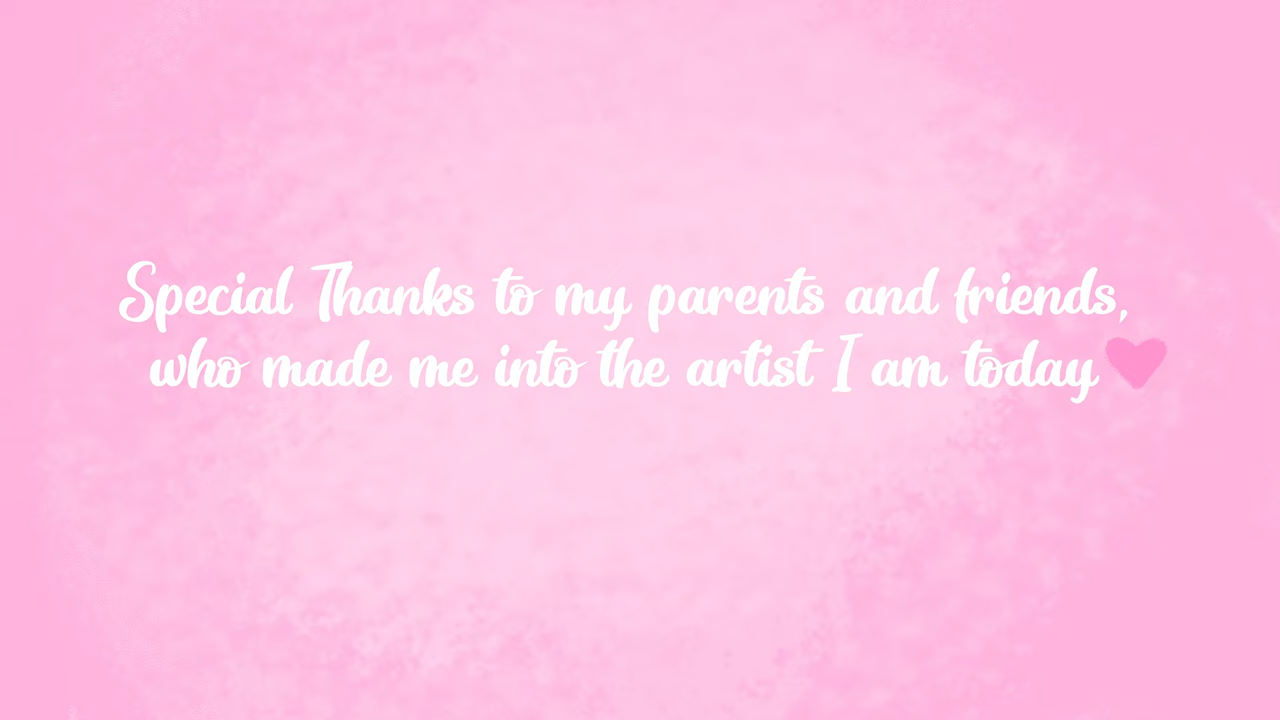 Special Thanks to my parents and friends,
who made me into the artist I am today